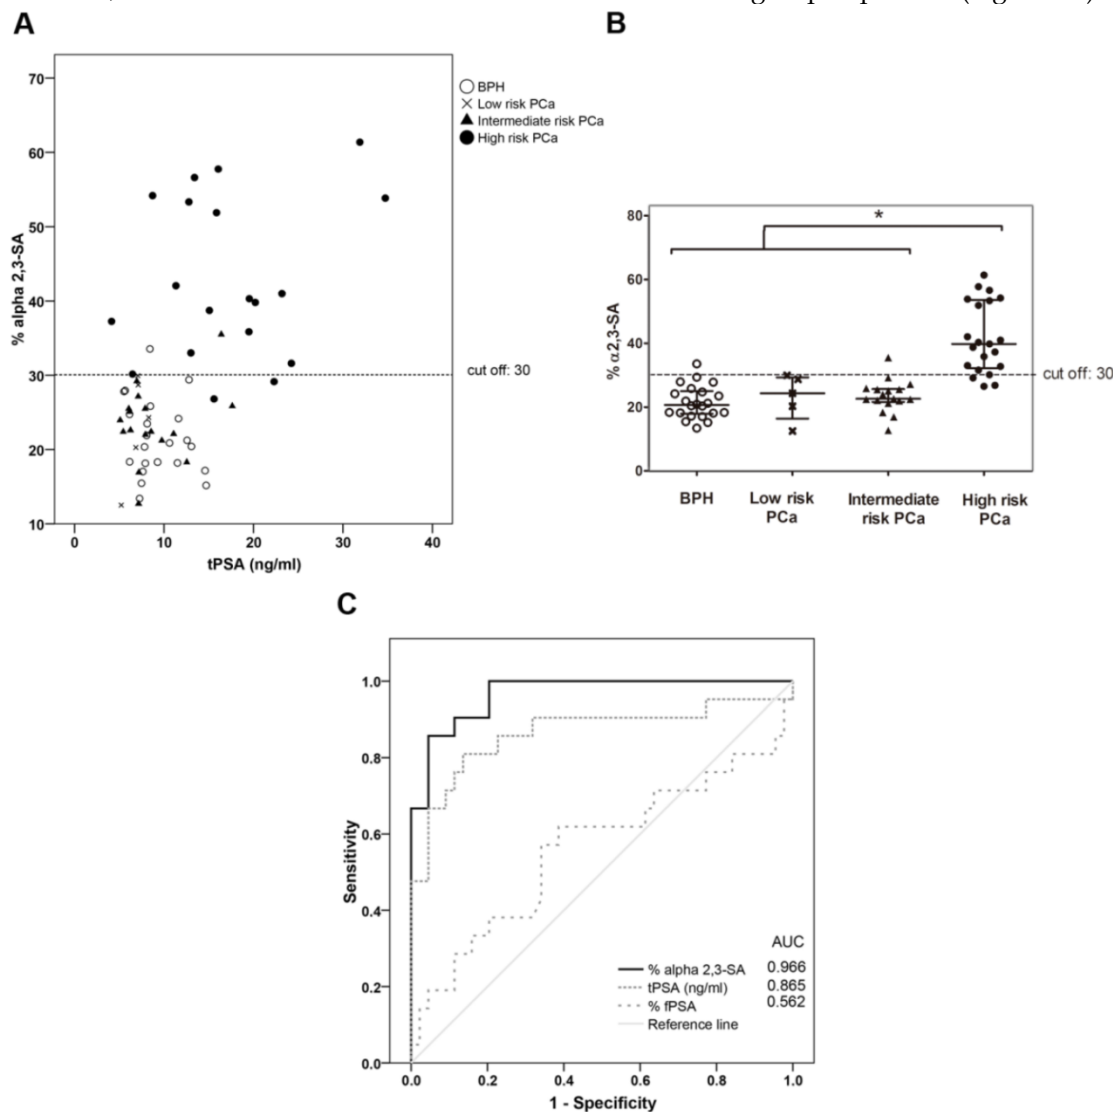 A
B
70
60
50
40
30
20
10
% alpha 2,3-SA
0
10
20
30
40
tPSA (ng/ml)
BPH
Low risk PCa
Intermediate risk PCa
High risk PCa
cut off: 30
80
60
40
20
0
% α2,3-SA
*
cut off: 30
BPH
Low risk
PCa
Intermediate
risk PCa
High risk
PCa
C
1.0
0.8
0.6
0.4
0.2
0.0
Sensitivity
0.0
0.2
0.4
0.6
0.8
1.0
1 - Specificity
AUC
% alpha 2,3-SA 0.966
tPSA (ng/ml) 0.865
% fPSA 0.562
Reference line